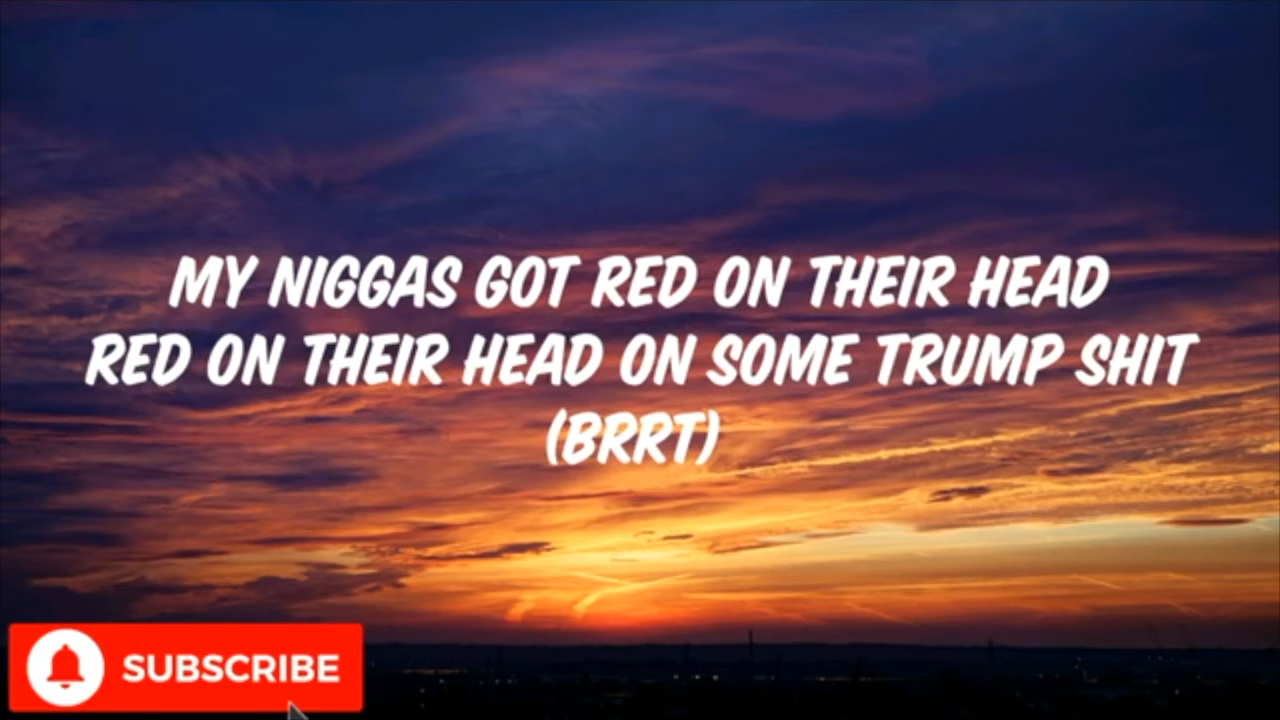 MY NIGGAS GOT RED ON THEIR HEAD
RED ON THEIR HEAD ON SOME TRUMP SHIT
(BRRT)
SUBSCRIBE